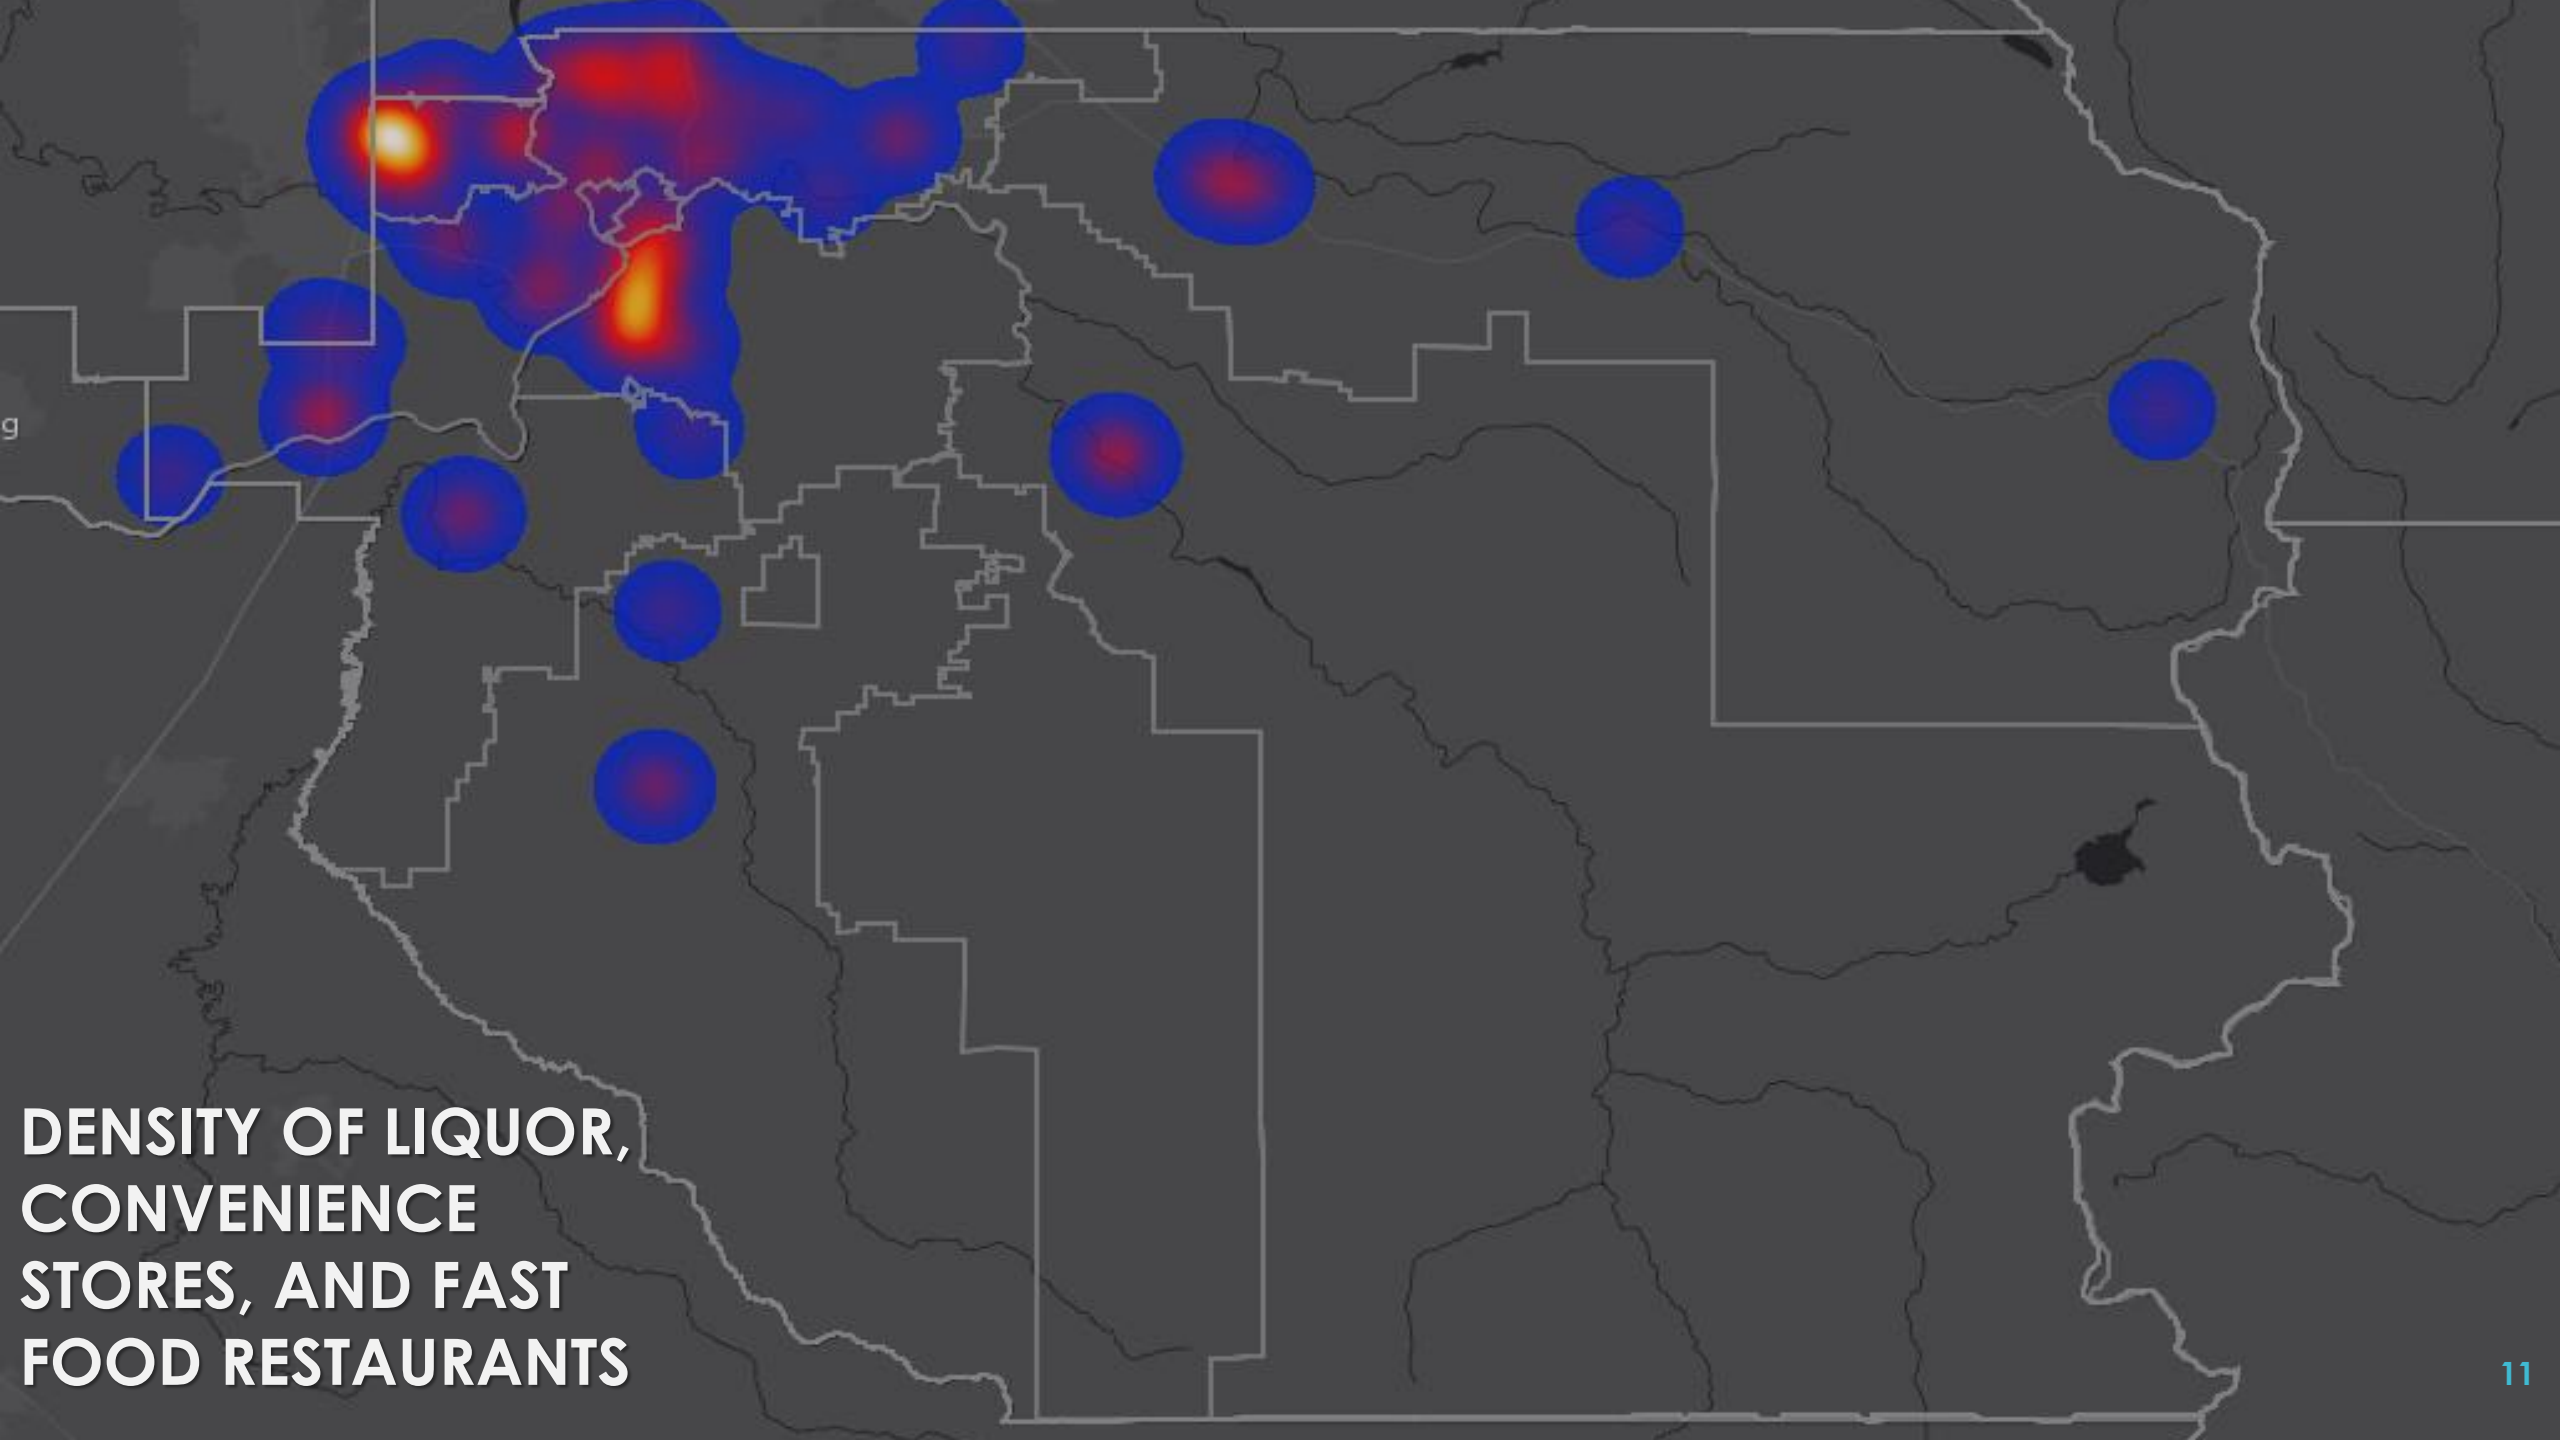 g
DENSITY OF LIQUOR,
CONVENIENCE
STORES, AND FAST
FOOD RESTAURANTS
11